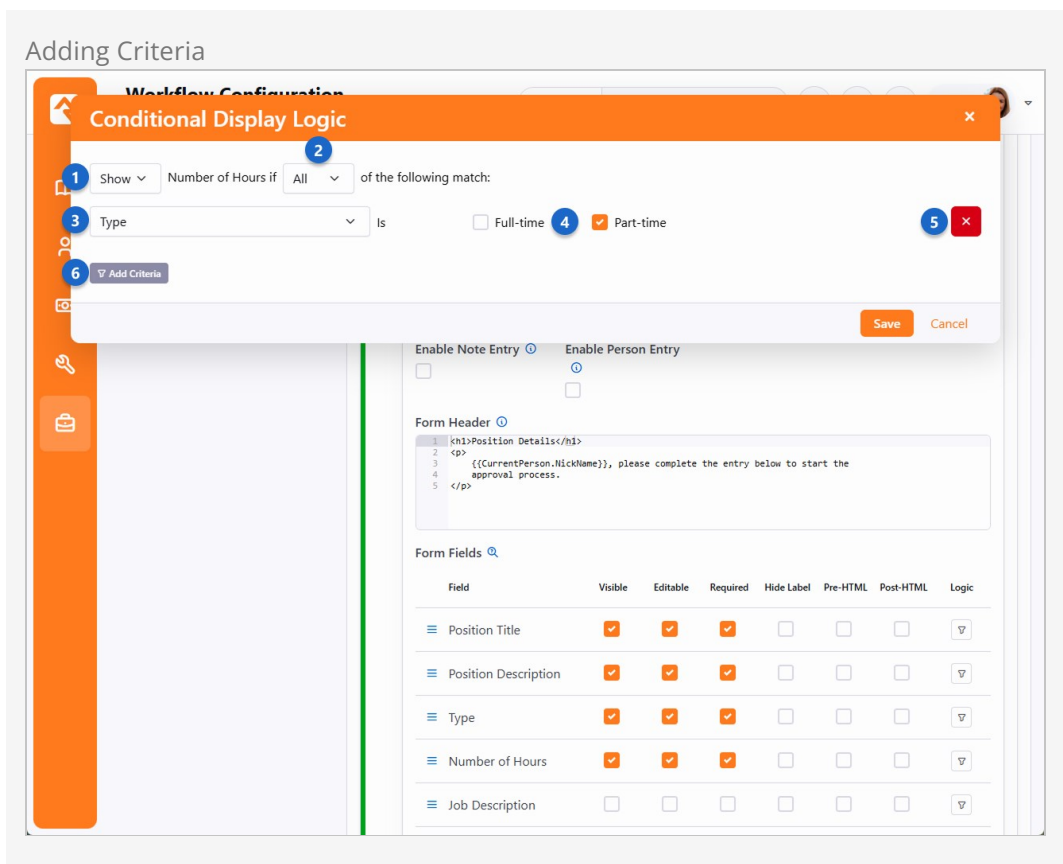 Adding Criteria
Workflow Configuration
Conditional Display Logic
2
1 Show Number of Hours if All of the following match:
3 Type Is Full-time 4 Part-time 5
6 Add Criteria
Save Cancel
Enable Note Entry Enable Person Entry
Form Header
1 <h1>Position Details</h1>
2 <p>
3 {{CurrentPerson.NickName}}, please complete the entry below to start the
4 approval process.
5 </p>
Form Fields
Field Visible Editable Required Hide Label Pre-HTML Post-HTML Logic
Position Title
Position Description
Type
Number of Hours
Job Description